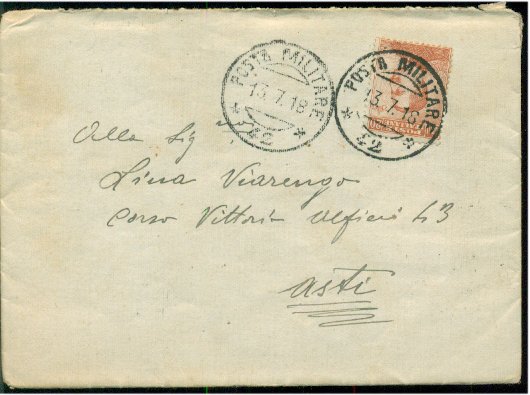 POSTA MILITARE
13.7.18
POSTA MILITARE
13.7.18
32
Alla Sig
Lina Viarengo
Corso Vittorio Alfieri 43
Asti